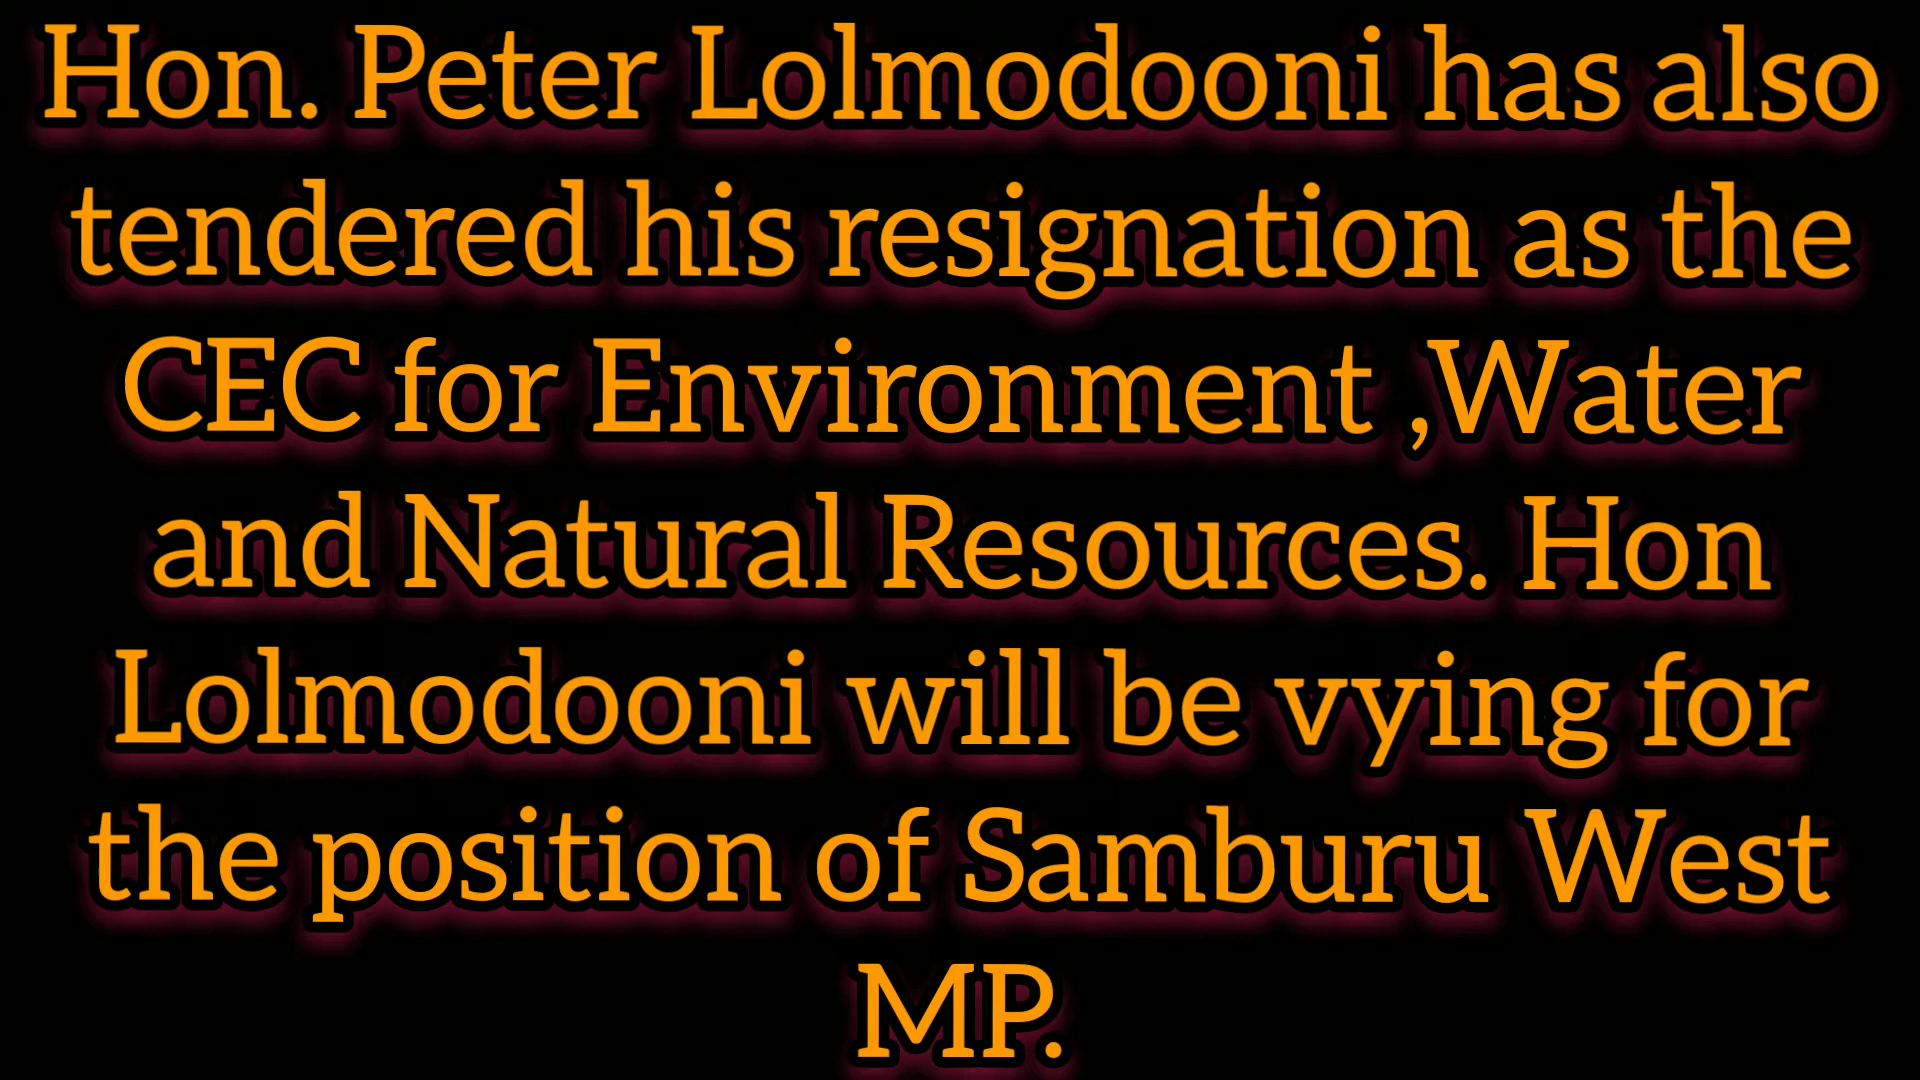 Hon. Peter Lolmodooni has also
tendered his resignation as the
CEC for Environment ,Water
and Natural Resources. Hon
Lolmodooni will be vying for
the position of Samburu West
MP.